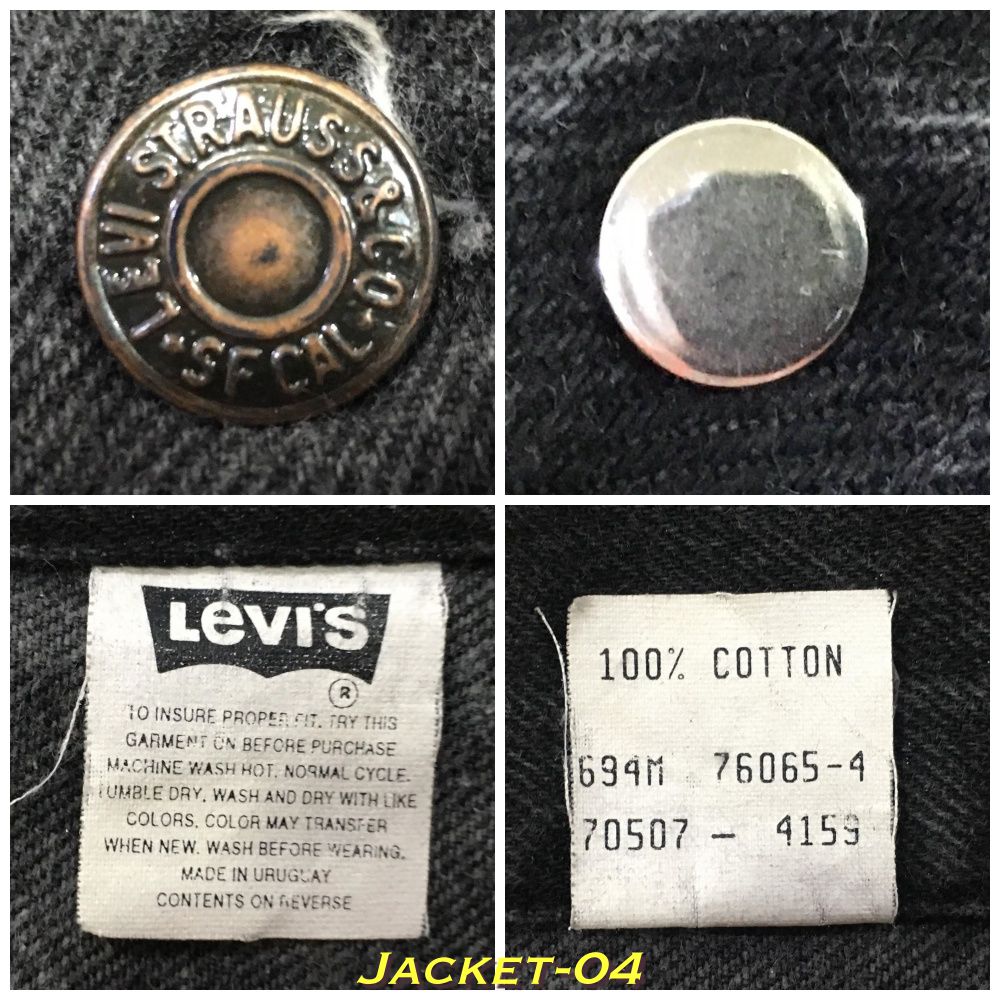 LEVI STRAUSS & CO
S F CAL
LEVI'S
®
TO INSURE PROPER FIT, TRY THIS
GARMENT ON BEFORE PURCHASE
MACHINE WASH HOT, NORMAL CYCLE.
TUMBLE DRY. WASH AND DRY WITH LIKE
COLORS. COLOR MAY TRANSFER
WHEN NEW. WASH BEFORE WEARING.
MADE IN URUGUAY
CONTENTS ON REVERSE
100% COTTON
694M 76065-4
70507 - 4159
JACKET-04